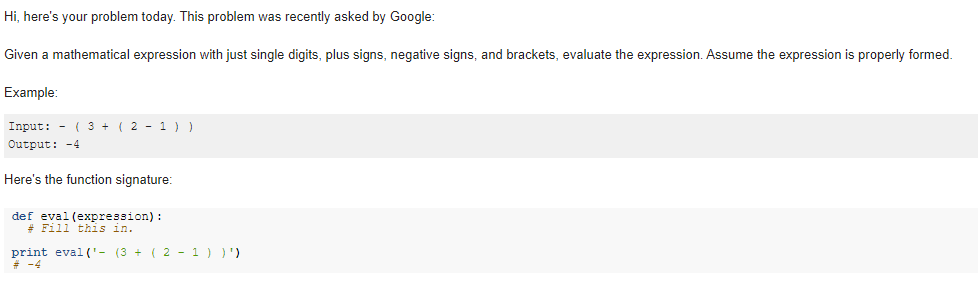 Hi, here's your problem today. This problem was recently asked by Google:
Given a mathematical expression with just single digits, plus signs, negative signs, and brackets, evaluate the expression. Assume the expression is properly formed.
Example:
Input: - ( 3 + ( 2 - 1 ) )
Output: -4
Here's the function signature:
def eval(expression):
  # Fill this in.
print eval('- (3 + ( 2 - 1 ) )')
# -4